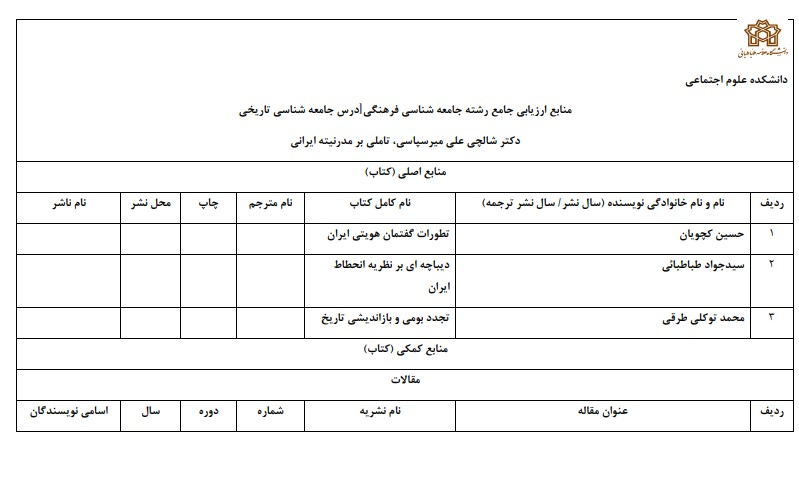 دانشگاه علامه طباطبائی
دانشکده علوم اجتماعی
منابع ارزیابی جامع رشته جامعه شناسی فرهنگی/درس جامعه شناسی تاریخی
دکتر شالچی علی میرسپاسی، تاملی بر مدرنیته ایرانی
منابع اصلی (کتاب)
ردیف نام و نام خانوادگی نویسنده (سال نشر/ سال نشر ترجمه) نام کامل کتاب نام مترجم چاپ محل نشر نام ناشر
۱ حسین کچویان تطورات گفتمان هویتی ایران
۲ سیدجواد طباطبائی دیباچه ای بر نظریه انحطاط
ایران
۳ محمد توکلی طرقی تجدد بومی و بازاندیشی تاریخ
منابع کمکی (کتاب)
مقالات
ردیف عنوان مقاله نام نشریه شماره دوره سال اسامی نویسندگان